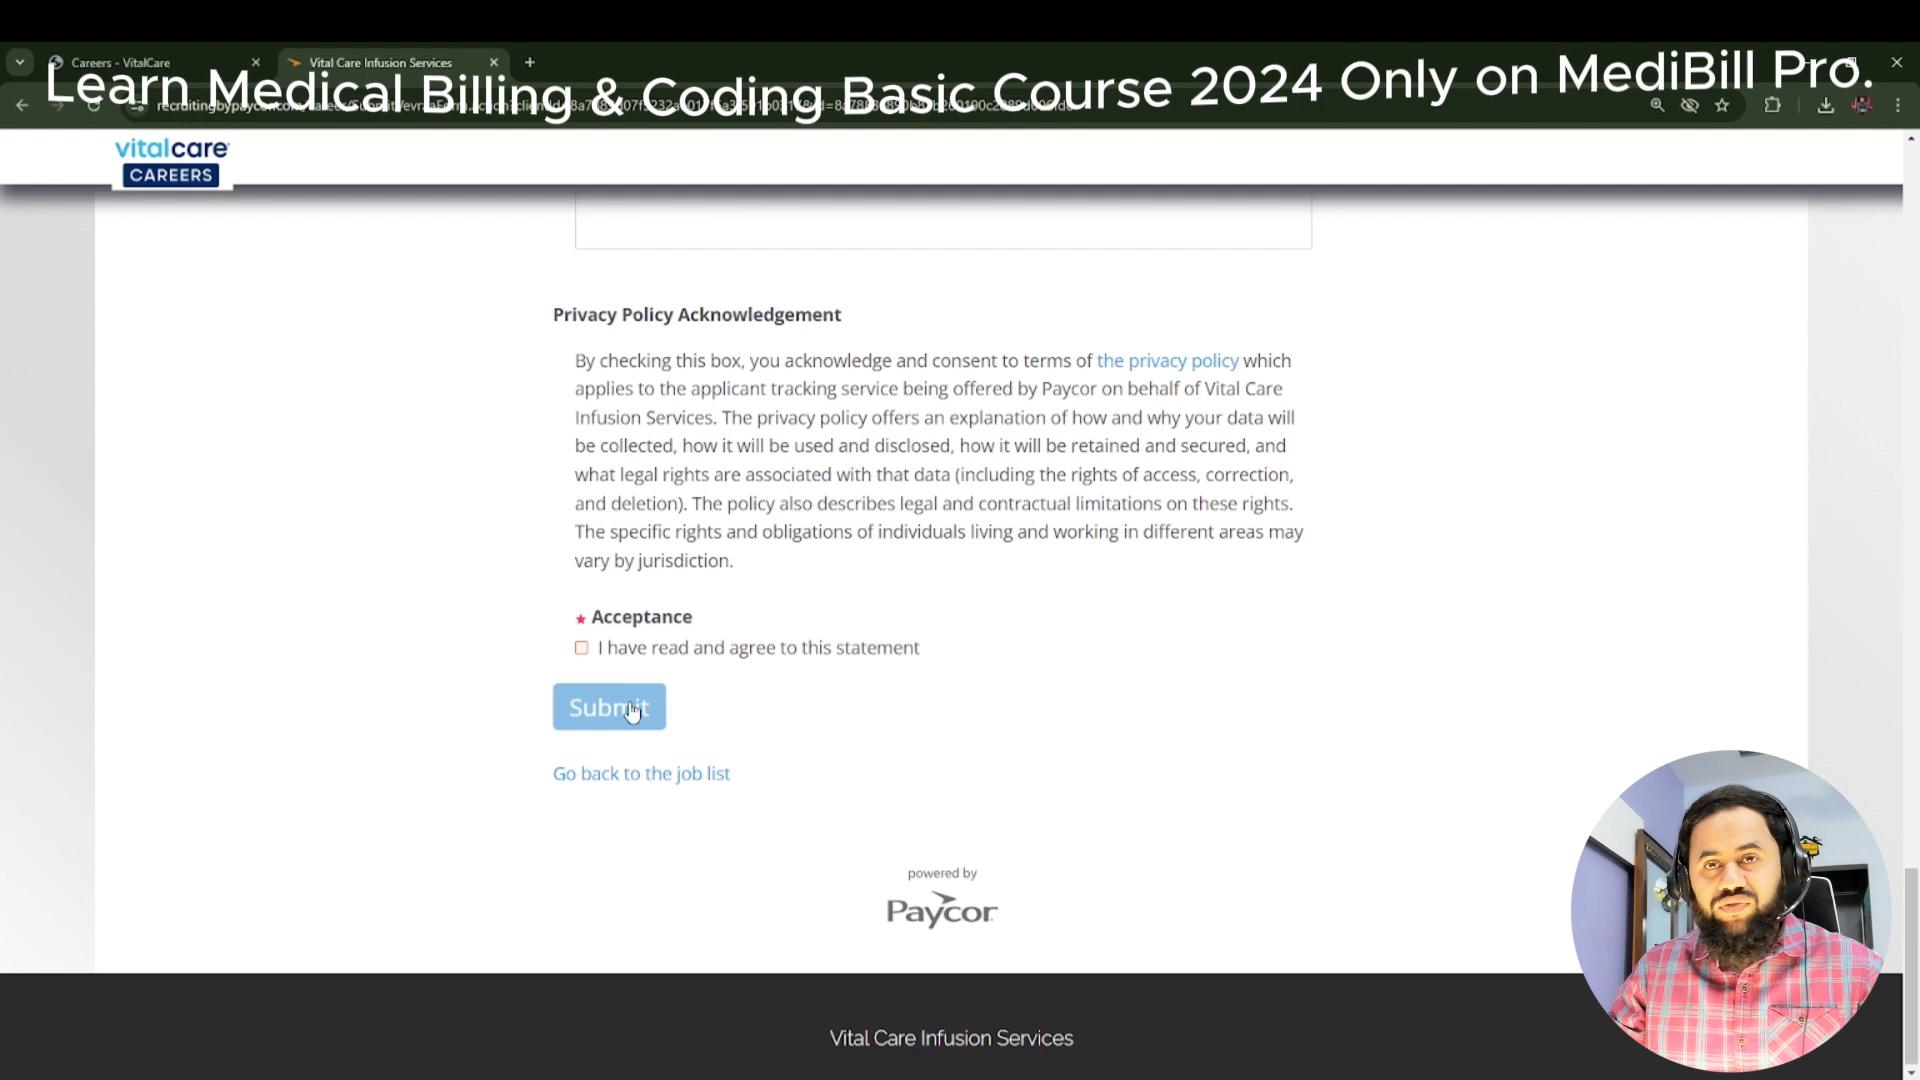 Careers - VitalCare
Vital Care Infusion Services
Learn Medical Billing & Coding Basic Course 2024 Only on MediBill Pro.
vitalcare
CAREERS
Privacy Policy Acknowledgement
By checking this box, you acknowledge and consent to terms of the privacy policy which
applies to the applicant tracking service being offered by Paycor on behalf of Vital Care
Infusion Services. The privacy policy offers an explanation of how and why your data will
be collected, how it will be used and disclosed, how it will be retained and secured, and
what legal rights are associated with that data (including the rights of access, correction,
and deletion). The policy also describes legal and contractual limitations on these rights.
The specific rights and obligations of individuals living and working in different areas may
vary by jurisdiction.
Acceptance
I have read and agree to this statement
Submit
Go back to the job list
powered by
Paycor
Vital Care Infusion Services